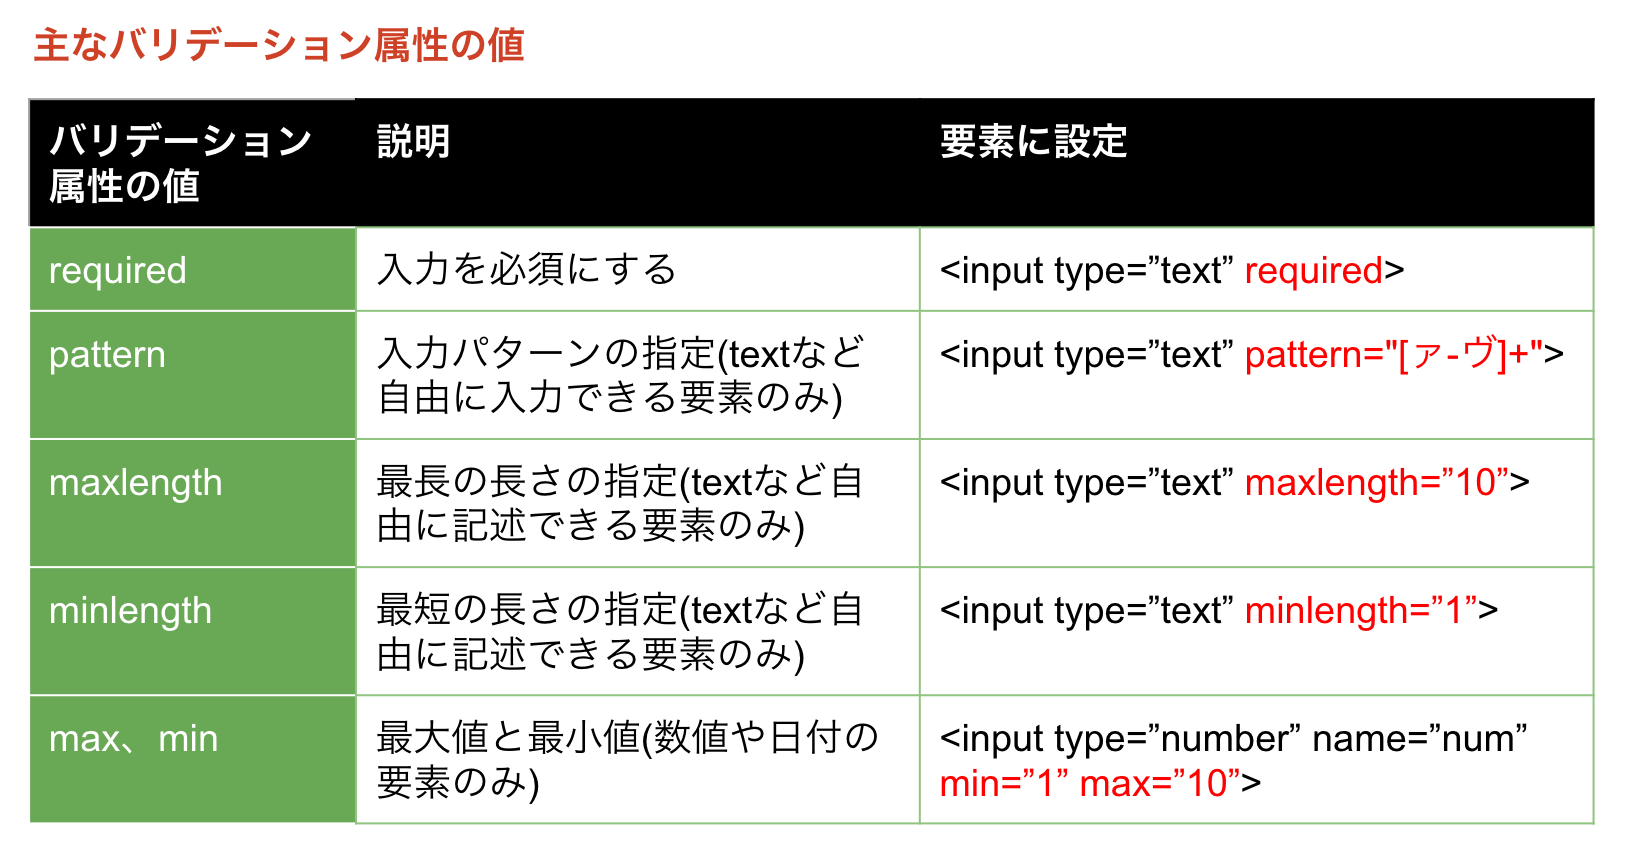 主なバリデーション属性の値
バリデーション
属性の値
説明
要素に設定
required
入力を必須にする
<input type=”text” required>
pattern
入力パターンの指定(textなど
自由に入力できる要素のみ)
<input type=”text” pattern="[ァ-ヴ]+">
maxlength
最長の長さの指定(textなど自
由に記述できる要素のみ)
<input type=”text” maxlength=”10”>
minlength
最短の長さの指定(textなど自
由に記述できる要素のみ)
<input type=”text” minlength=”1”>
max、min
最大値と最小値(数値や日付の
要素のみ)
<input type=”number” name=”num”
min=”1” max=”10”>